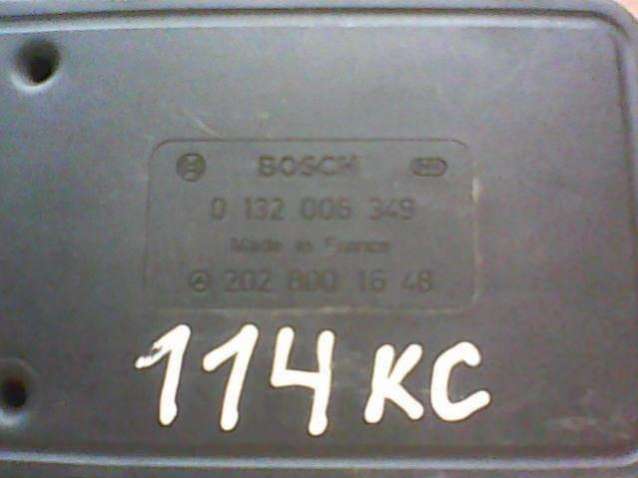 BOSCH
0 132 006 349
Made in France
202 800 16 48
114 KC